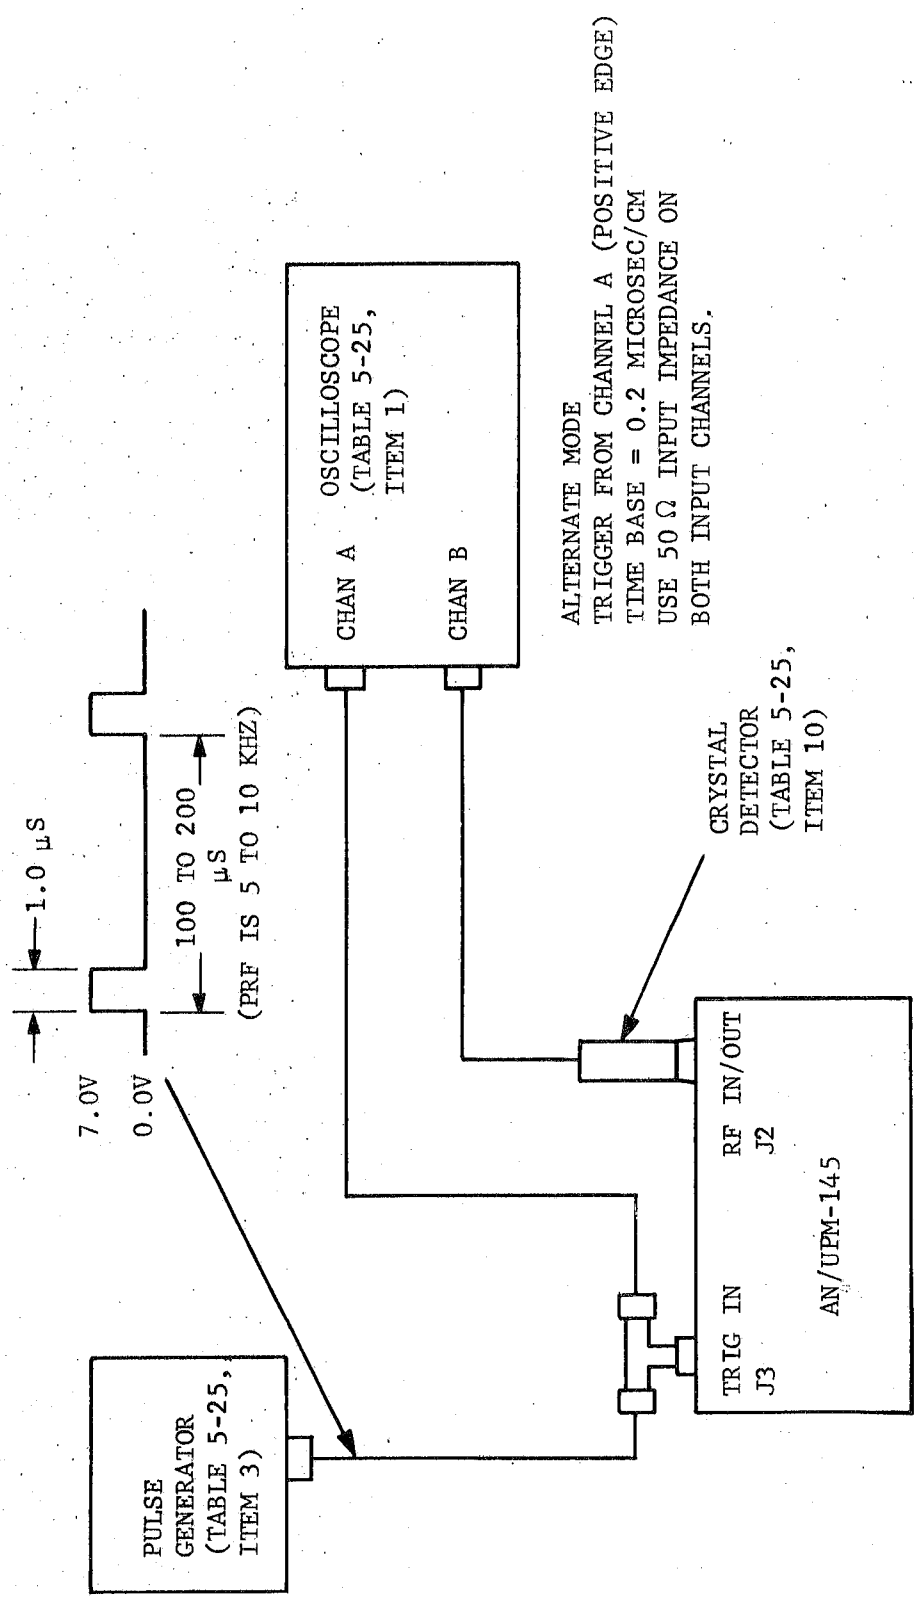 7.0V
0.0V
1.0 μS
100 TO 200
μS
(PRF IS 5 TO 10 KHZ)
PULSE
GENERATOR
(TABLE 5-25,
ITEM 3)
CHAN A
CHAN B
OSCILLOSCOPE
(TABLE 5-25,
ITEM 1)
ALTERNATE MODE
TRIGGER FROM CHANNEL A (POSITIVE EDGE)
TIME BASE = 0.2 MICROSEC/CM
USE 50 Ω INPUT IMPEDANCE ON
BOTH INPUT CHANNELS.
CRYSTAL
DETECTOR
(TABLE 5-25,
ITEM 10)
TRIG IN
J3
RF IN/OUT
J2
AN/UPM-145